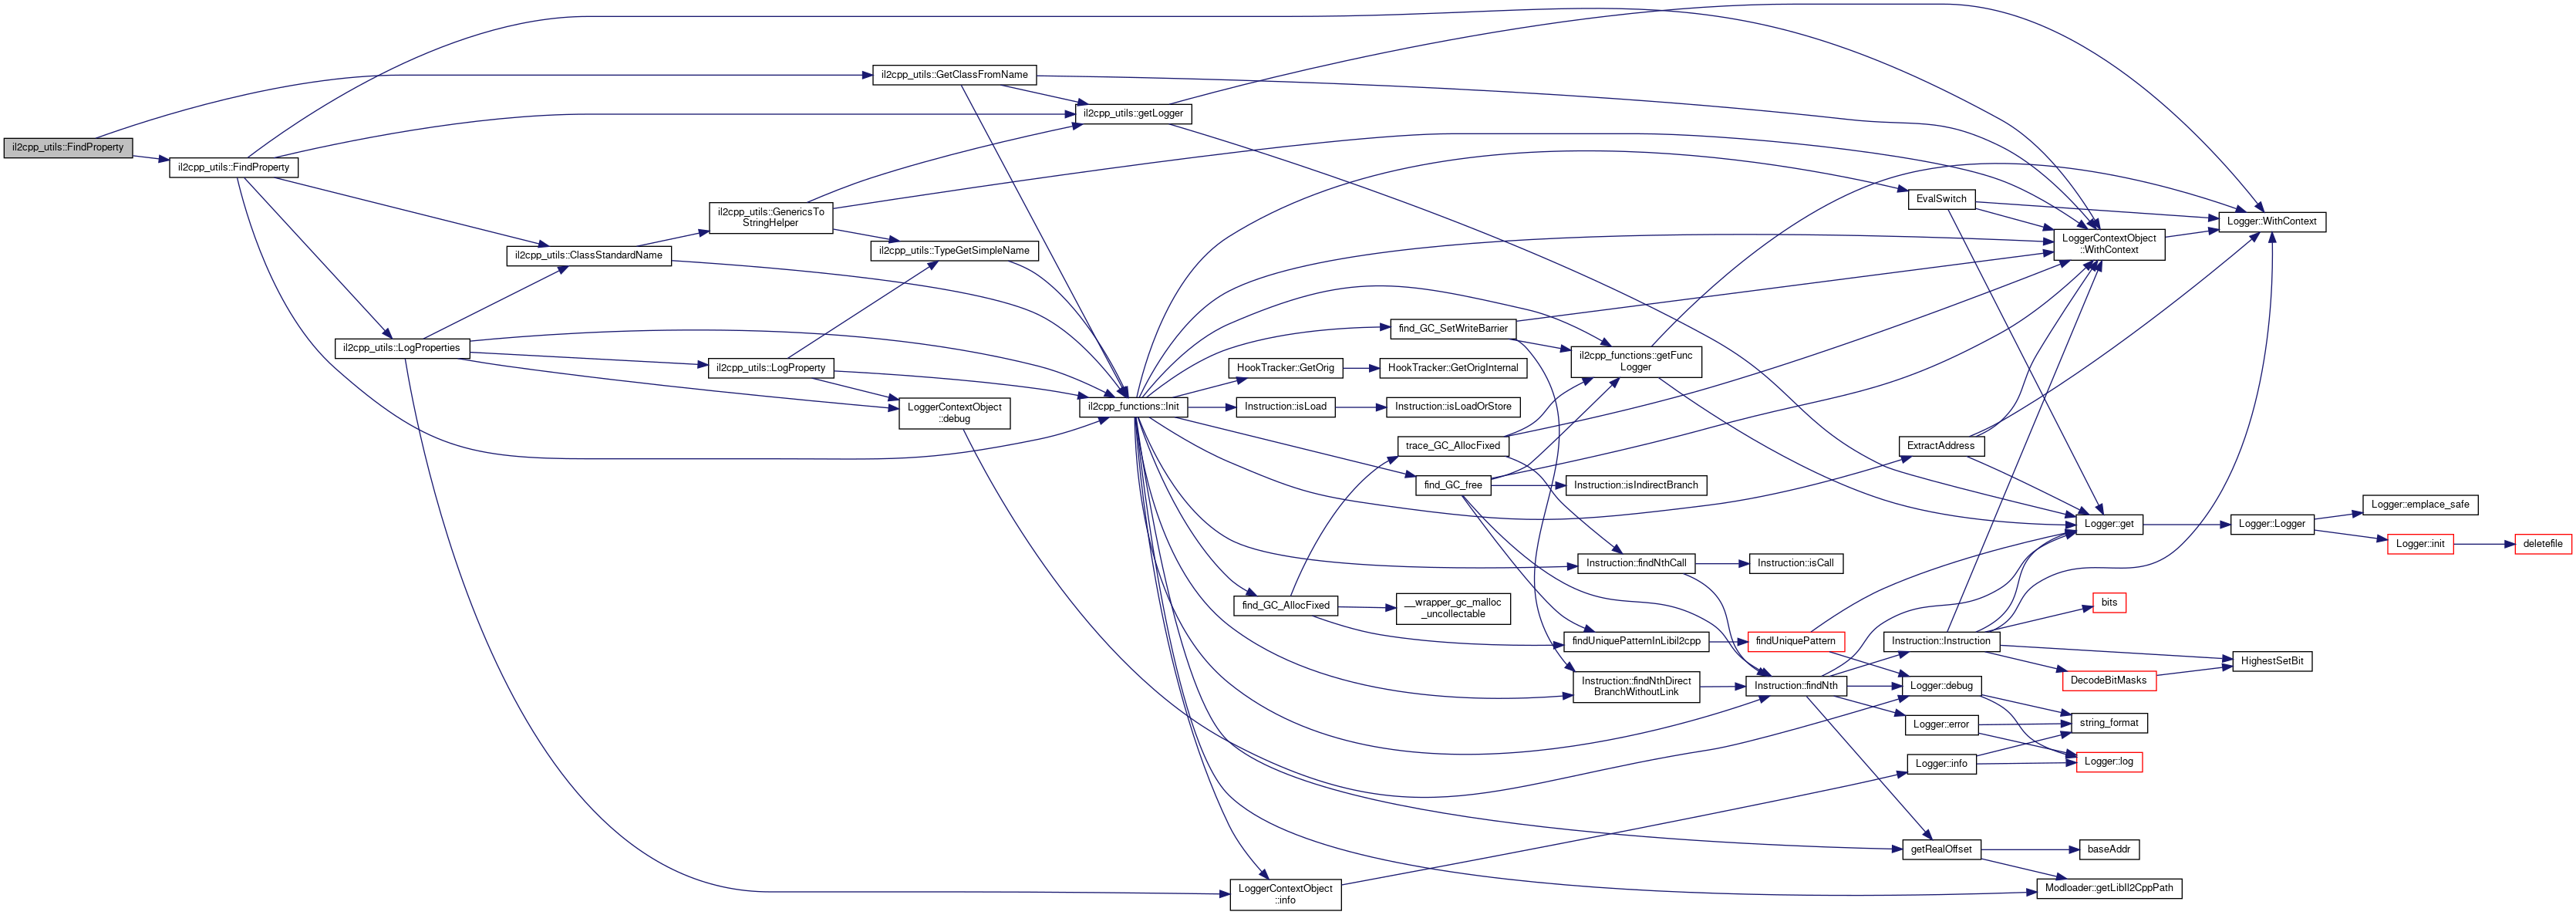 il2cpp_utils::FindProperty
il2cpp_utils::FindProperty
il2cpp_utils::LogProperties
il2cpp_utils::ClassStandardName
il2cpp_utils::GenericsTo
StringHelper
il2cpp_utils::LogProperty
il2cpp_utils::GetClassFromName
il2cpp_utils::TypeGetSimpleName
LoggerContextObject
::debug
il2cpp_utils::getLogger
il2cpp_functions::Init
HookTracker::GetOrig
Instruction::isLoad
find_GC_AllocFixed
LoggerContextObject
::info
find_GC_SetWriteBarrier
HookTracker::GetOrigInternal
Instruction::isLoadOrStore
trace_GC_AllocFixed
find_GC_free
__wrapper_gc_malloc
_uncollectable
il2cpp_functions::getFunc
Logger
Instruction::isIndirectBranch
Instruction::findNthCall
findUniquePatternInLibil2cpp
Instruction::findNthDirect
BranchWithoutLink
Instruction::isCall
findUniquePattern
Instruction::findNth
EvalSwitch
ExtractAddress
Instruction::Instruction
Logger::debug
Logger::error
Logger::info
getRealOffset
LoggerContextObject
::WithContext
Logger::get
bits
DecodeBitMasks
string_format
Logger::log
baseAddr
Modloader::getLibIl2CppPath
Logger::WithContext
Logger::Logger
HighestSetBit
Logger::emplace_safe
Logger::init
deletefile